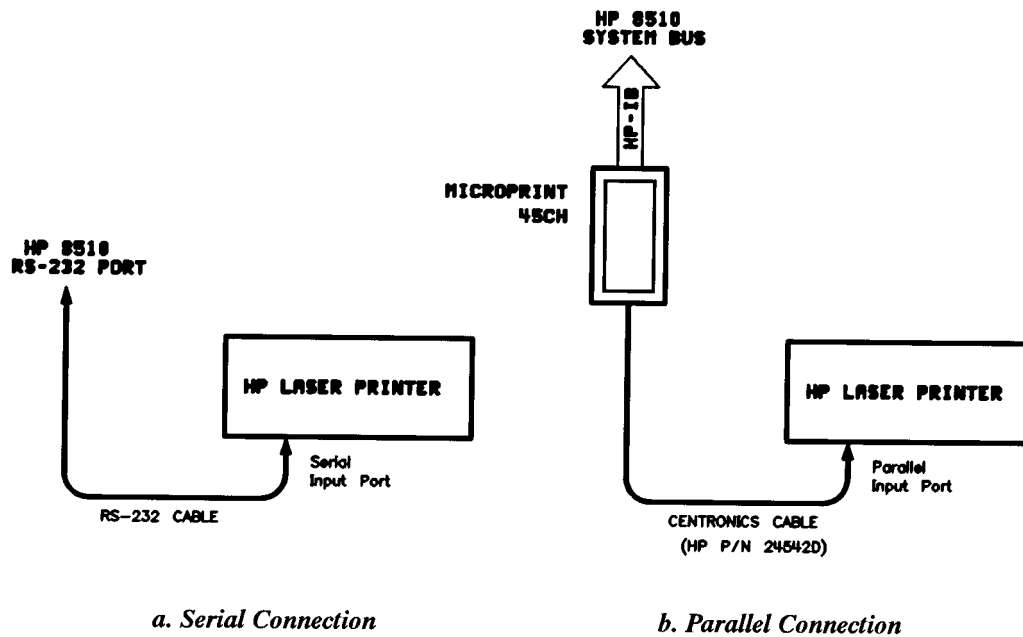 HP 8510
RS-232 PORT
HP LASER PRINTER
Serial
Input Port
RS-232 CABLE
a. Serial Connection
HP 8510
SYSTEM BUS
HP-IB
MICROPRINT
45CH
HP LASER PRINTER
Parallel
Input Port
CENTRONICS CABLE
(HP P/N 24542D)
b. Parallel Connection